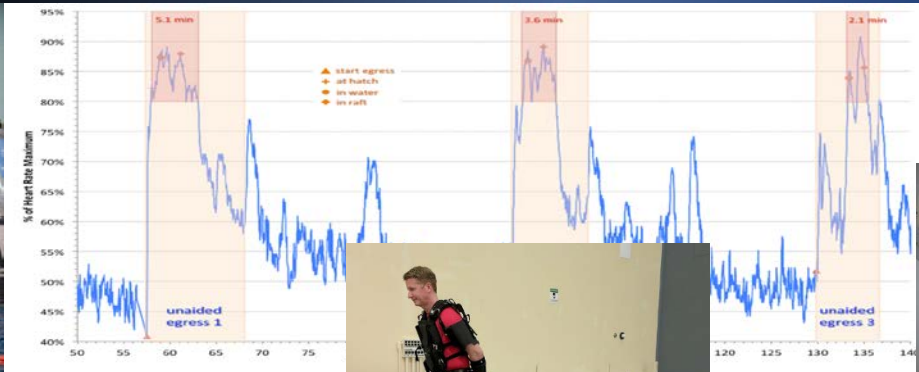 95%
5.1 min
3.6 min
2.1 min
90%
85%
start egress
at hatch
in water
in raft
80%
75%
70%
65%
60%
55%
50%
45%
40%
% of Heart Rate Maximum
unaided
egress 1
unaided
egress 3
50 55 60 65 70 75 120 125 130 135 140